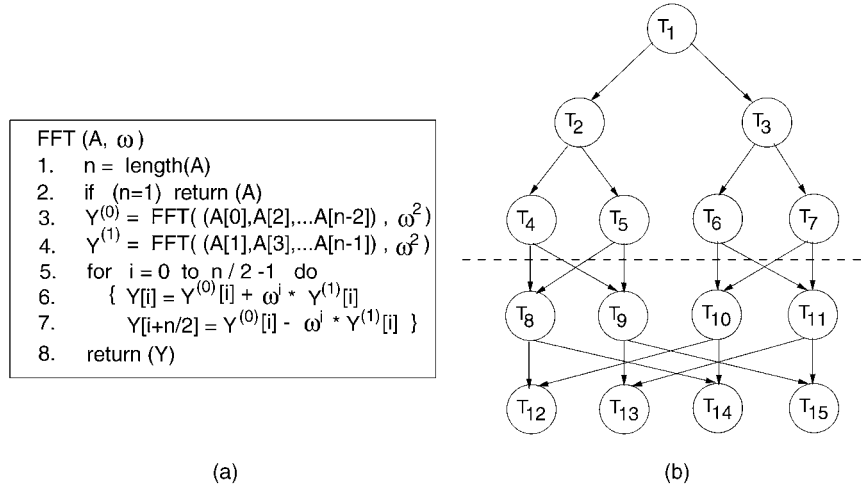 FFT (A, ω)
1. n = length(A)
2. if (n=1) return (A)
3. Y⁽⁰⁾ = FFT( (A[0],A[2],...A[n-2]) , ω²)
4. Y⁽¹⁾ = FFT( (A[1],A[3],...A[n-1]) , ω²)
5. for i = 0 to n / 2 -1 do
6. { Y[i] = Y⁽⁰⁾[i] + ωⁱ * Y⁽¹⁾[i]
7. Y[i+n/2] = Y⁽⁰⁾[i] - ωⁱ * Y⁽¹⁾[i] }
8. return (Y)
(a)
T₁
T₂ T₃
T₄ T₅ T₆ T₇
T₈ T₉ T₁₀ T₁₁
T₁₂ T₁₃ T₁₄ T₁₅
(b)